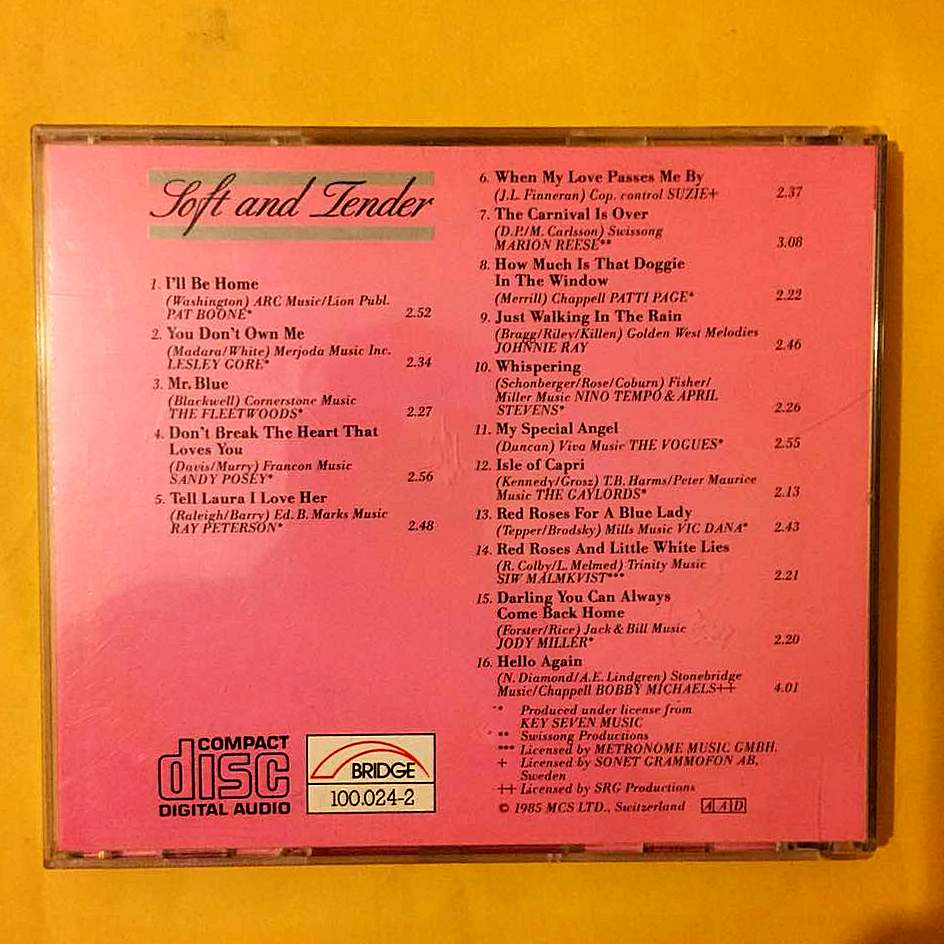 Soft and Tender
1. I'll Be Home
(Washington) ARC Music/Lion Publ.
PAT BOONE* 2.52
2. You Don't Own Me
(Madara/White) Merjoda Music Inc.
LESLEY GORE* 2.34
3. Mr. Blue
(Blackwell) Cornerstone Music
THE FLEETWOODS* 2.27
4. Don't Break The Heart That
Loves You
(Davis/Murry) Francon Music
SANDY POSEY* 2.56
5. Tell Laura I Love Her
(Raleigh/Barry) Ed. B. Marks Music
RAY PETERSON* 2.48
6. When My Love Passes Me By
(J.L. Finneran) Cop. control SUZIE+ 2.37
7. The Carnival Is Over
(D.P./M. Carlsson) Swissong
MARION REESE** 3.08
8. How Much Is That Doggie
In The Window
(Merrill) Chappell PATTI PAGE* 2.22
9. Just Walking In The Rain
(Bragg/Riley/Killen) Golden West Melodies
JOHNNIE RAY 2.46
10. Whispering
(Schonberger/Rose/Coburn) Fisher/
Miller Music NINO TEMPO & APRIL
STEVENS* 2.26
11. My Special Angel
(Duncan) Viva Music THE VOGUES* 2.55
12. Isle of Capri
(Kennedy/Grosz) T.B. Harms/Peter Maurice
Music THE GAYLORDS* 2.13
13. Red Roses For A Blue Lady
(Tepper/Brodsky) Mills Music VIC DANA* 2.43
14. Red Roses And Little White Lies
(R. Colby/L. Melmed) Trinity Music
SIW MALMKVIST*** 2.21
15. Darling You Can Always
Come Back Home
(Forster/Rice) Jack & Bill Music
JODY MILLER* 2.20
16. Hello Again
(N. Diamond/A.E. Lindgren) Stonebridge
Music/Chappell BOBBY MICHAELS++ 4.01
* Produced under license from
KEY SEVEN MUSIC
** Swissong Productions
*** Licensed by METRONOME MUSIC GMBH.
+ Licensed by SONET GRAMMOFON AB,
Sweden
++ Licensed by SRG Productions
© 1985 MCS LTD., Switzerland AAD
COMPACT
disc
DIGITAL AUDIO
BRIDGE
100.024-2